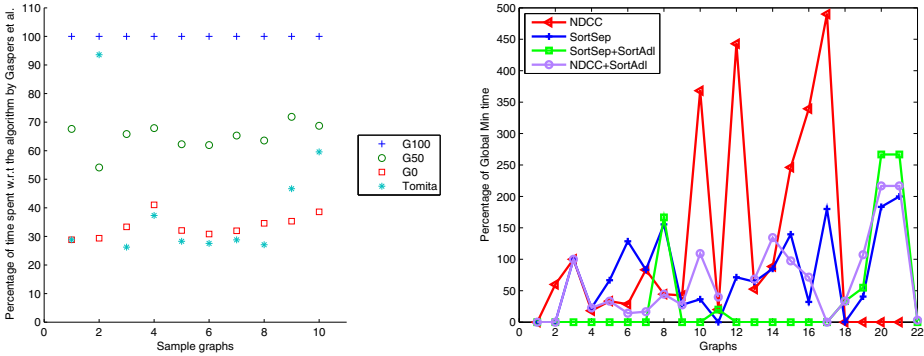 Percentage of time spent w.r.t the algorithm by Gaspers et al.
110
100
90
80
70
60
50
40
30
20
10
0
0 2 4 6 8 10
Sample graphs
G100
G50
G0
Tomita
Percentage of Global Min time
500
450
400
350
300
250
200
150
100
50
0
0 2 4 6 8 10 12 14 16 18 20 22
Graphs
NDCC
SortSep
SortSep+SortAdl
NDCC+SortAdl